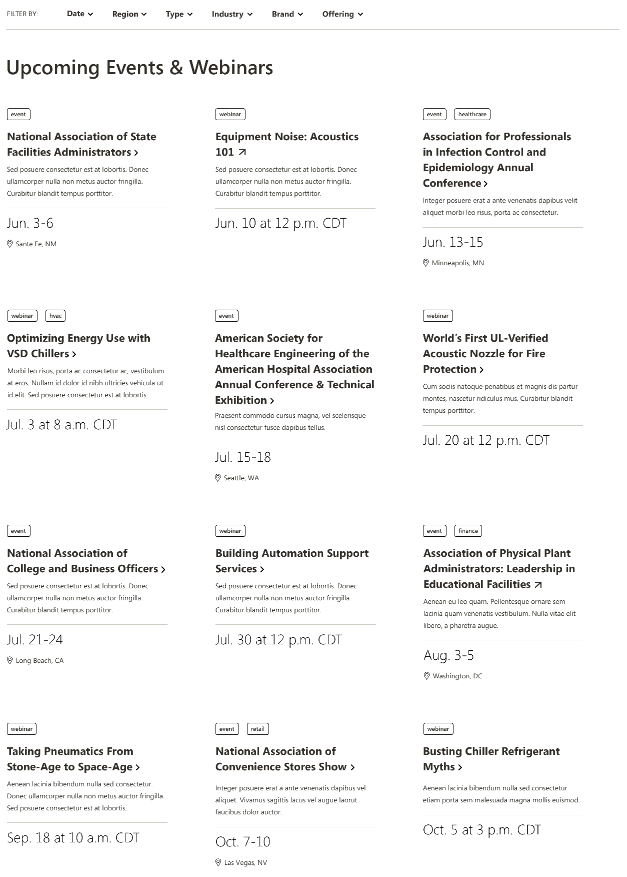 FILTER BY: Date Region Type Industry Brand Offering
Upcoming Events & Webinars
event
National Association of State
Facilities Administrators
Sed posuere consectetur est at lobortis. Donec
ullamcorper nulla non metus auctor fringilla.
Curabitur blandit tempus porttitor.
Jun. 3-6
Sante Fe, NM
webinar
Equipment Noise: Acoustics
101
Sed posuere consectetur est at lobortis. Donec
ullamcorper nulla non metus auctor fringilla.
Curabitur blandit tempus porttitor.
Jun. 10 at 12 p.m. CDT
event healthcare
Association for Professionals
in Infection Control and
Epidemiology Annual
Conference
Integer posuere erat a ante venenatis dapibus velit
aliquet morbi leo risus, porta ac consectetur.
Jun. 13-15
Minneapolis, MN
webinar hvac
Optimizing Energy Use with
VSD Chillers
Morbi leo risus, porta ac consectetur ac, vestibulum
at eros. Nullam id dolor id nibh ultricies vehicula ut
id elit. Sed posuere consectetur est at lobortis.
Jul. 3 at 8 a.m. CDT
event
American Society for
Healthcare Engineering of the
American Hospital Association
Annual Conference & Technical
Exhibition
Praesent commodo cursus magna, vel scelerisque
nisl consectetur fusce dapibus tellus.
Jul. 15-18
Seattle, WA
webinar
World's First UL-Verified
Acoustic Nozzle for Fire
Protection
Cum sociis natoque penatibus et magnis dis partur
montes, nascetur ridiculus mus. Curabitur blandit
tempus porttitor.
Jul. 20 at 12 p.m. CDT
event
National Association of
College and Business Officers
Sed posuere consectetur est at lobortis. Donec
ullamcorper nulla non metus auctor fringilla.
Curabitur blandit tempus porttitor.
Jul. 21-24
Long Beach, CA
webinar
Building Automation Support
Services
Sed posuere consectetur est at lobortis. Donec
ullamcorper nulla non metus auctor fringilla.
Curabitur blandit tempus porttitor.
Jul. 30 at 12 p.m. CDT
event finance
Association of Physical Plant
Administrators: Leadership in
Educational Facilities
Aenean eu leo quam. Pellentesque ornare sem
lacinia quam venenatis vestibulum. Nulla vitae elit
libero, a pharetra augue.
Aug. 3-5
Washington, DC
webinar
Taking Pneumatics From
Stone-Age to Space-Age
Aenean lacinia bibendum nulla sed consectetur.
Donec ullamcorper nulla non metus auctor fringilla.
Sed posuere consectetur est at lobortis.
Sep. 18 at 10 a.m. CDT
event retail
National Association of
Convenience Stores Show
Integer posuere erat a ante venenatis dapibus vel
aliquet. Vivamus sagittis lacus vel augue laorut
faucibus dolor auctor.
Oct. 7-10
Las Vegas, NV
webinar
Busting Chiller Refrigerant
Myths
Aenean lacinia bibendum nulla sed consectetur
etiam porta sem malesuada magna mollis euismod.
Oct. 5 at 3 p.m. CDT